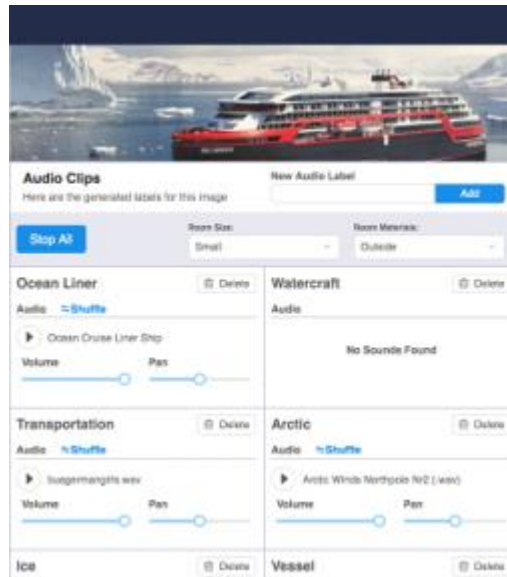 Audio Clips
Here are the generated labels for this image
New Audio Label
Add
Stop All
Room Size:
Small
Room Materials:
Outside
Ocean Liner
Delete
Audio Shuffle
Ocean Cruise Liner Ship
Volume Pan
Watercraft
Delete
Audio
No Sounds Found
Transportation
Delete
Audio Shuffle
Volume Pan
Arctic
Delete
Audio Shuffle
Arctic Winds Northpole Nr2 (.wav)
Volume Pan
Ice
Delete
Vessel
Delete